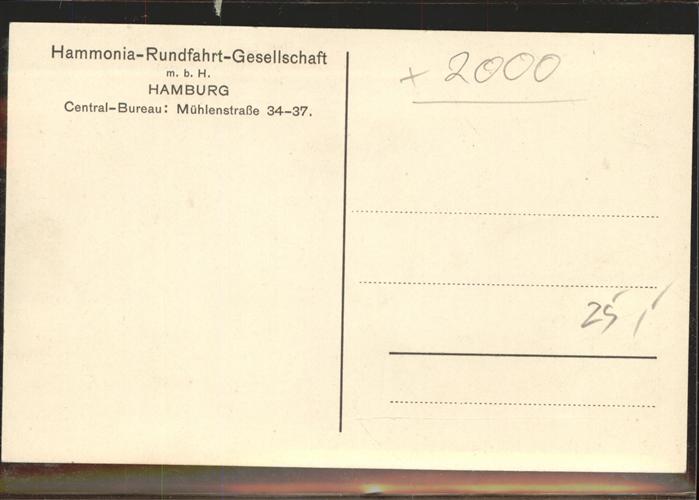 Hammonia-Rundfahrt-Gesellschaft
m. b. H.
HAMBURG
Central-Bureau: Mühlenstraße 34-37.
+ 2000
25,-